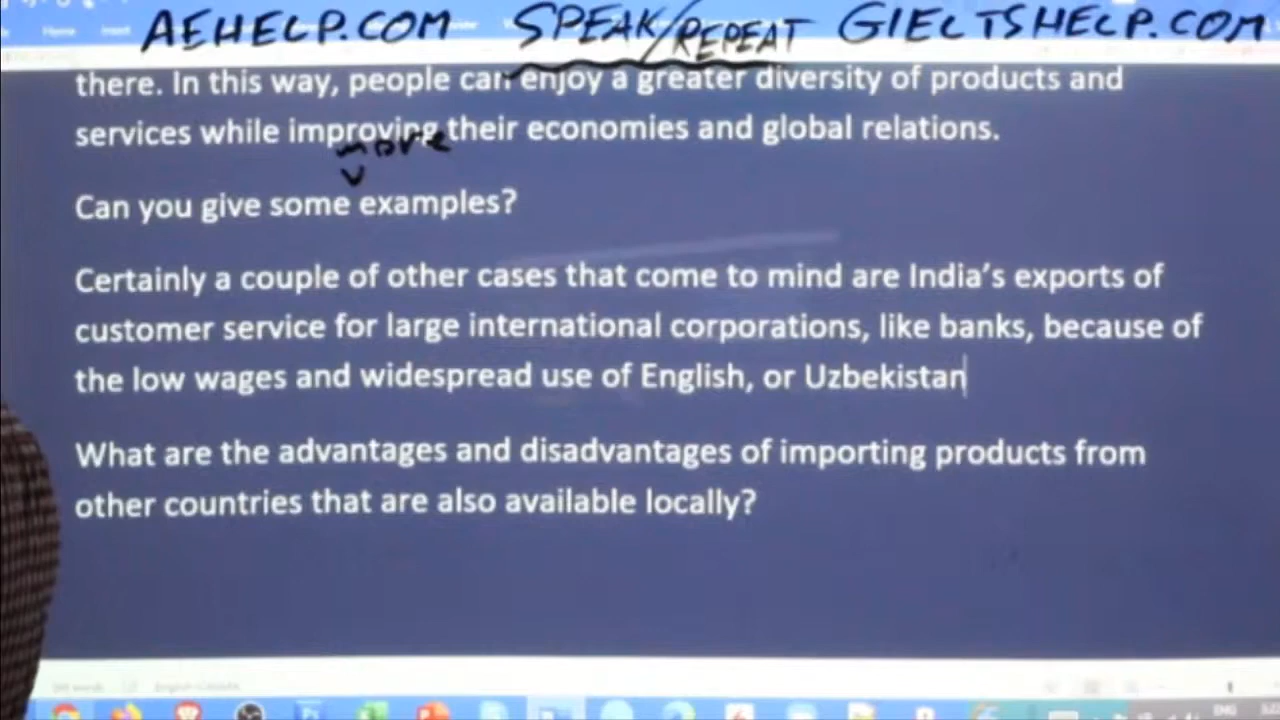 AEHELP.COM SPEAK/REPEAT GIELTSHELP.COM
there. In this way, people can enjoy a greater diversity of products and
services while improving their economies and global relations.
more
Can you give some examples?
Certainly a couple of other cases that come to mind are India's exports of
customer service for large international corporations, like banks, because of
the low wages and widespread use of English, or Uzbekistan
What are the advantages and disadvantages of importing products from
other countries that are also available locally?
ENG